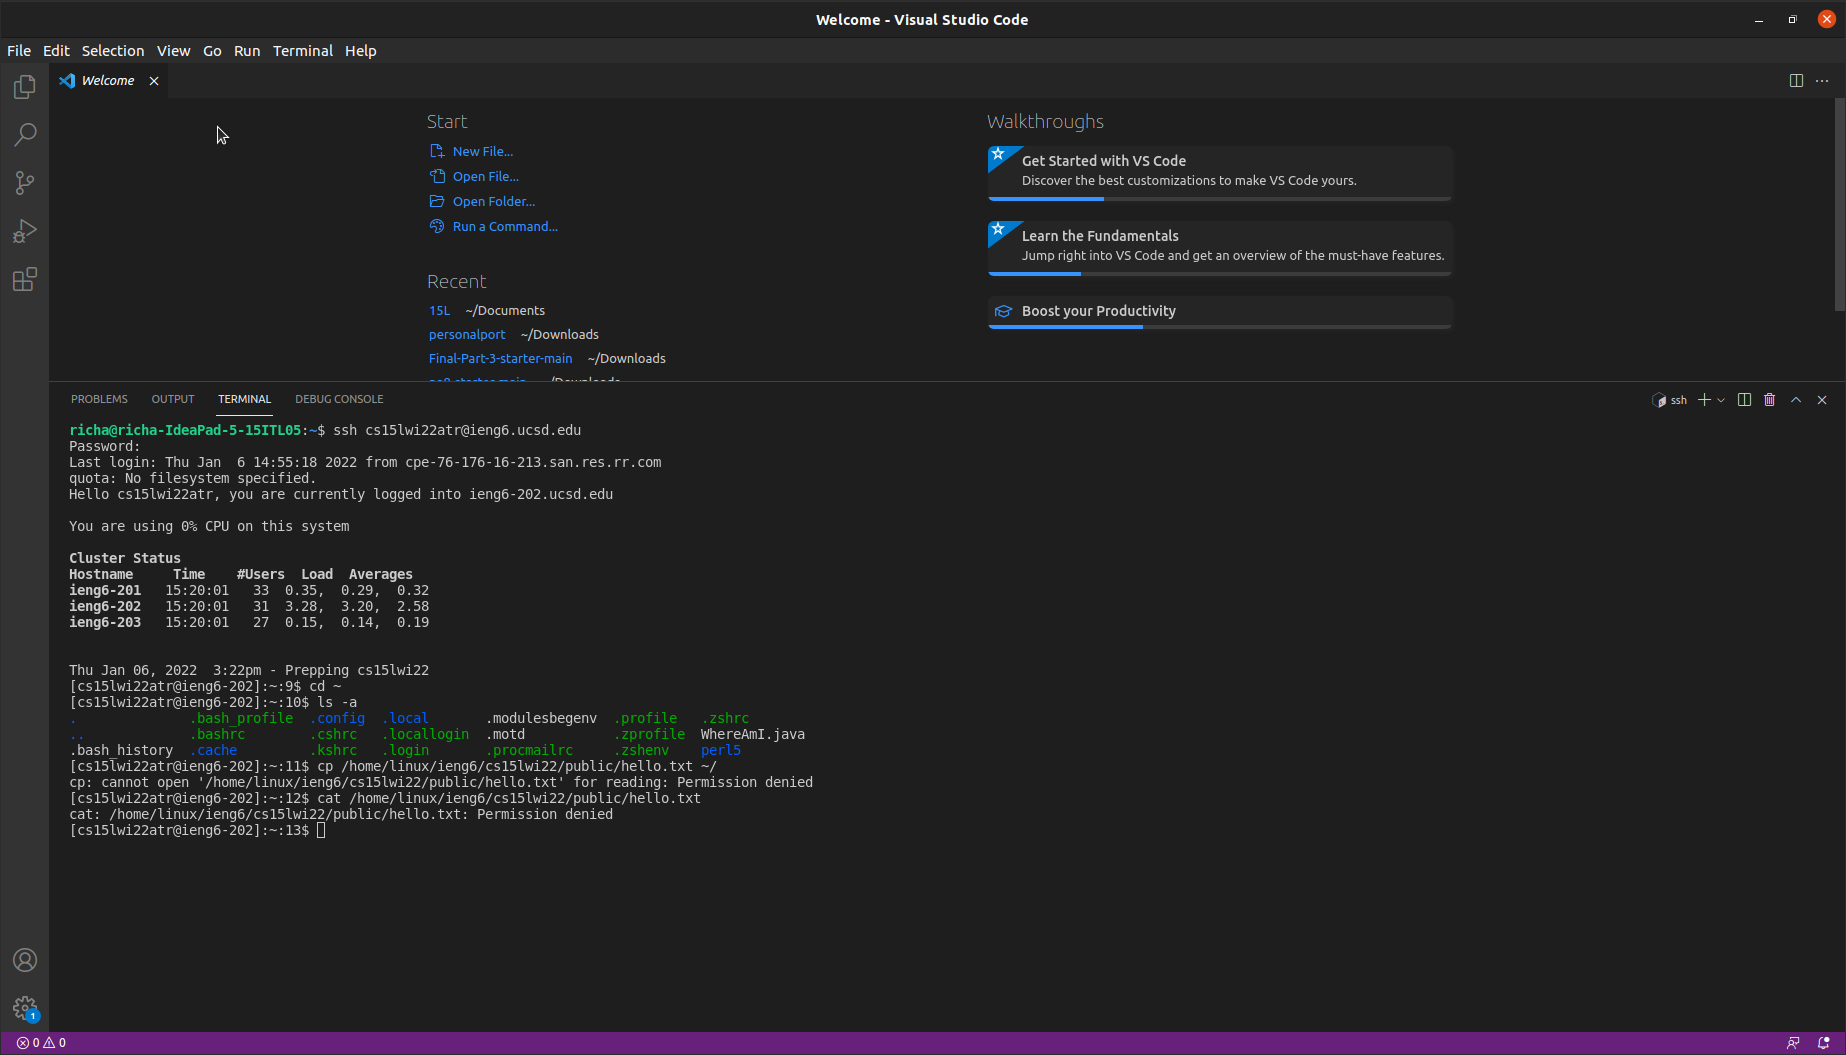 Welcome - Visual Studio Code
File Edit Selection View Go Run Terminal Help
Welcome
Start
New File...
Open File...
Open Folder...
Run a Command...
Recent
15L ~/Documents
personalport ~/Downloads
Final-Part-3-starter-main ~/Downloads
Walkthroughs
Get Started with VS Code
Discover the best customizations to make VS Code yours.
Learn the Fundamentals
Jump right into VS Code and get an overview of the must-have features.
Boost your Productivity
PROBLEMS OUTPUT TERMINAL DEBUG CONSOLE
ssh
richa@richa-IdeaPad-5-15ITL05:~$ ssh cs15lwi22atr@ieng6.ucsd.edu
Password:
Last login: Thu Jan  6 14:55:18 2022 from cpe-76-176-16-213.san.res.rr.com
quota: No filesystem specified.
Hello cs15lwi22atr, you are currently logged into ieng6-202.ucsd.edu
You are using 0% CPU on this system
Cluster Status
Hostname     Time    #Users  Load  Averages
ieng6-201   15:20:01   33  0.35,  0.29,  0.32
ieng6-202   15:20:01   31  3.28,  3.20,  2.58
ieng6-203   15:20:01   27  0.15,  0.14,  0.19
Thu Jan 06, 2022  3:22pm - Prepping cs15lwi22
[cs15lwi22atr@ieng6-202]:~:9$ cd ~
[cs15lwi22atr@ieng6-202]:~:10$ ls -a
.              .bash_profile  .config  .local       .modulesbegenv  .profile   .zshrc
..             .bashrc        .cshrc   .locallogin  .motd           .zprofile  WhereAmI.java
.bash_history  .cache         .kshrc   .login       .procmailrc     .zshenv    perl5
[cs15lwi22atr@ieng6-202]:~:11$ cp /home/linux/ieng6/cs15lwi22/public/hello.txt ~/
cp: cannot open '/home/linux/ieng6/cs15lwi22/public/hello.txt' for reading: Permission denied
[cs15lwi22atr@ieng6-202]:~:12$ cat /home/linux/ieng6/cs15lwi22/public/hello.txt
cat: /home/linux/ieng6/cs15lwi22/public/hello.txt: Permission denied
[cs15lwi22atr@ieng6-202]:~:13$
1
0 0